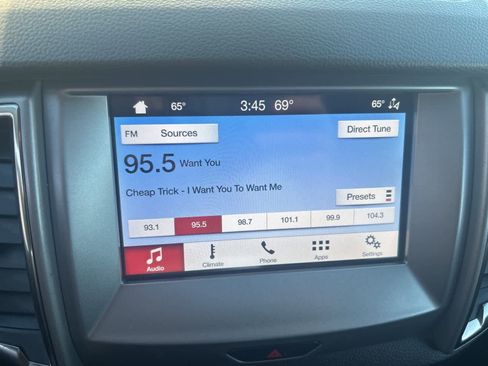 65° 3:45 69° 65°
FM Sources Direct Tune
95.5 Want You
Cheap Trick - I Want You To Want Me
Presets
93.1 95.5 98.7 101.1 99.9 104.3
Audio Climate Phone Apps Settings